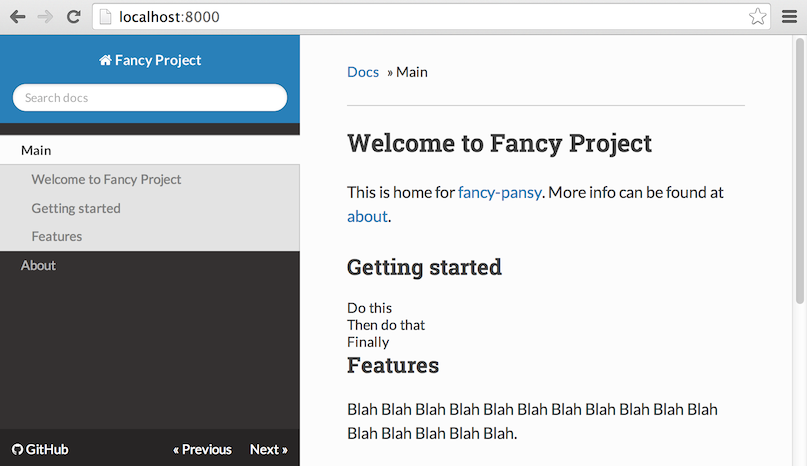 localhost:8000
Fancy Project
Search docs
Main
Welcome to Fancy Project
Getting started
Features
About
GitHub
« Previous
Next »
Docs » Main
Welcome to Fancy Project
This is home for fancy-pansy. More info can be found at
about.
Getting started
Do this
Then do that
Finally
Features
Blah Blah Blah Blah Blah Blah Blah Blah Blah Blah Blah
Blah Blah Blah Blah Blah.